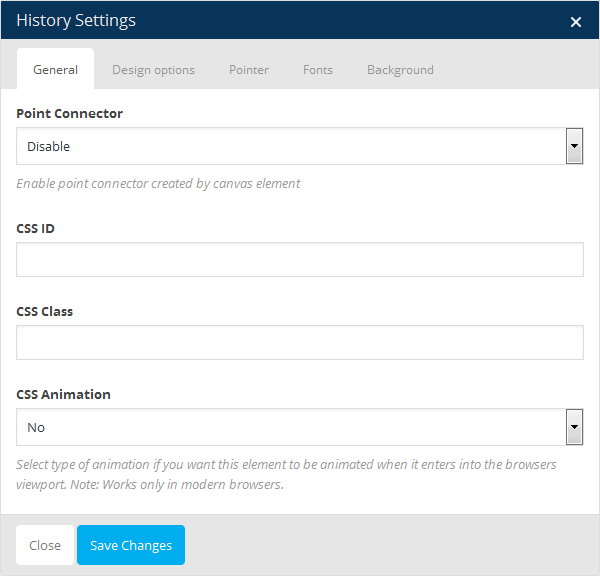 History Settings
General Design options Pointer Fonts Background
Point Connector
Disable
Enable point connector created by canvas element
CSS ID
CSS Class
CSS Animation
No
Select type of animation if you want this element to be animated when it enters into the browsers
viewport. Note: Works only in modern browsers.
Close Save Changes